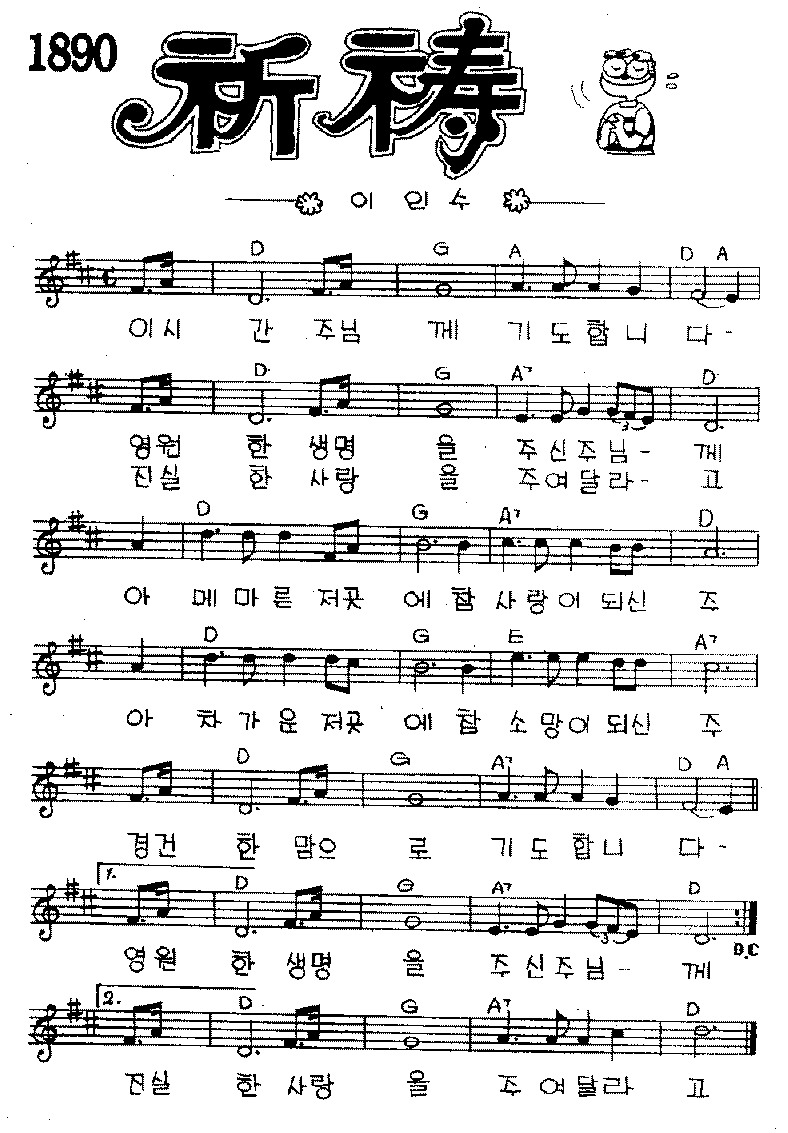 1890 祈祷
이 인 수
D G A D A
이시 간 주님 께 기 도 합 니 다 -
D G A7 D
영원 한 생명 을 주 신 주 님 - 께
3
진실 한 사랑 을 주 여 달 라 - 고
D G A7 D
아 메 마 른 저곳 에 참 사 랑 이 되신 주
D G E A7
아 차 가 운 저곳 에 참 소 망 이 되신 주
D G A7 D A
경건 한 맘으 로 기 도 합 니 다 -
1. D G A7 D
3 D.C
영원 한 생명 을 주 신 주 님 - 께
2. D G A7 D
진실 한 사랑 을 주 여 달 라 고